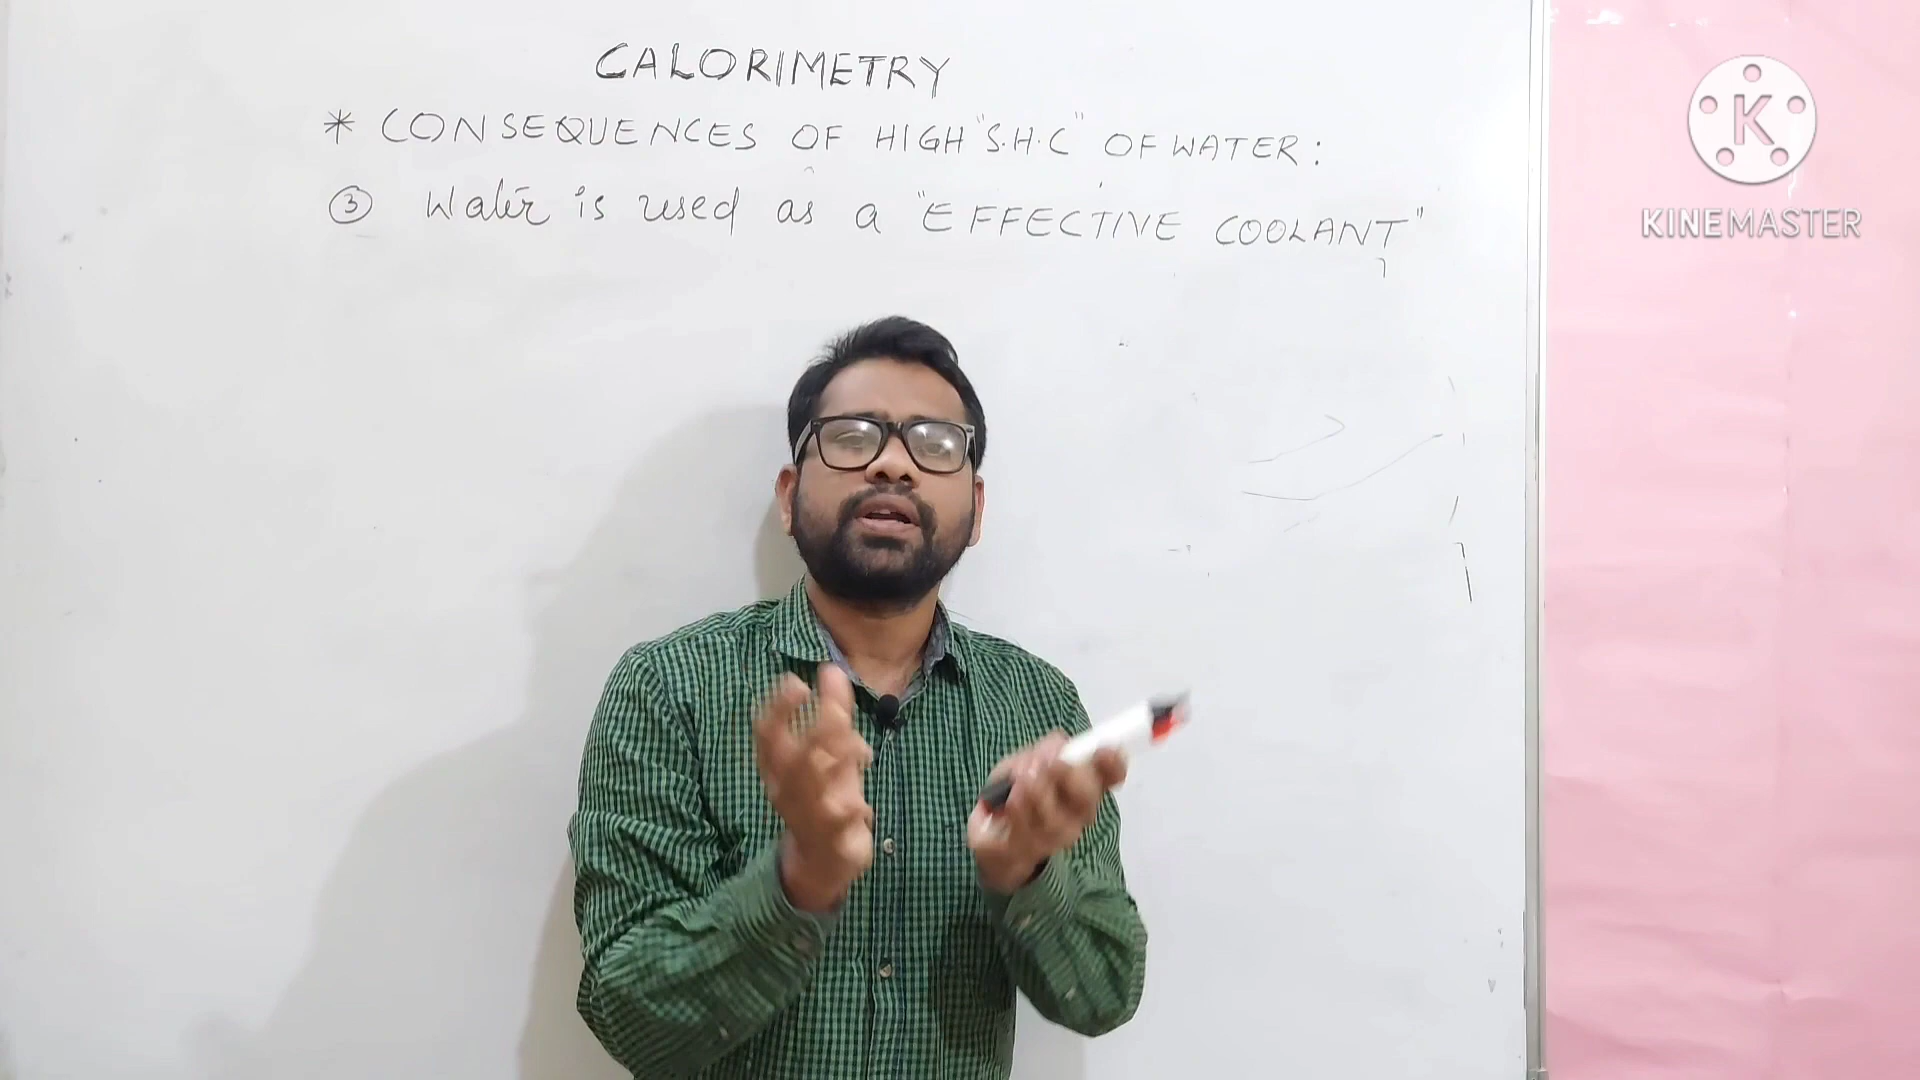 CALORIMETRY
* CONSEQUENCES OF HIGH "S.H.C" OF WATER:
③ Water is used as a "EFFECTIVE COOLANT"
K
KINEMASTER